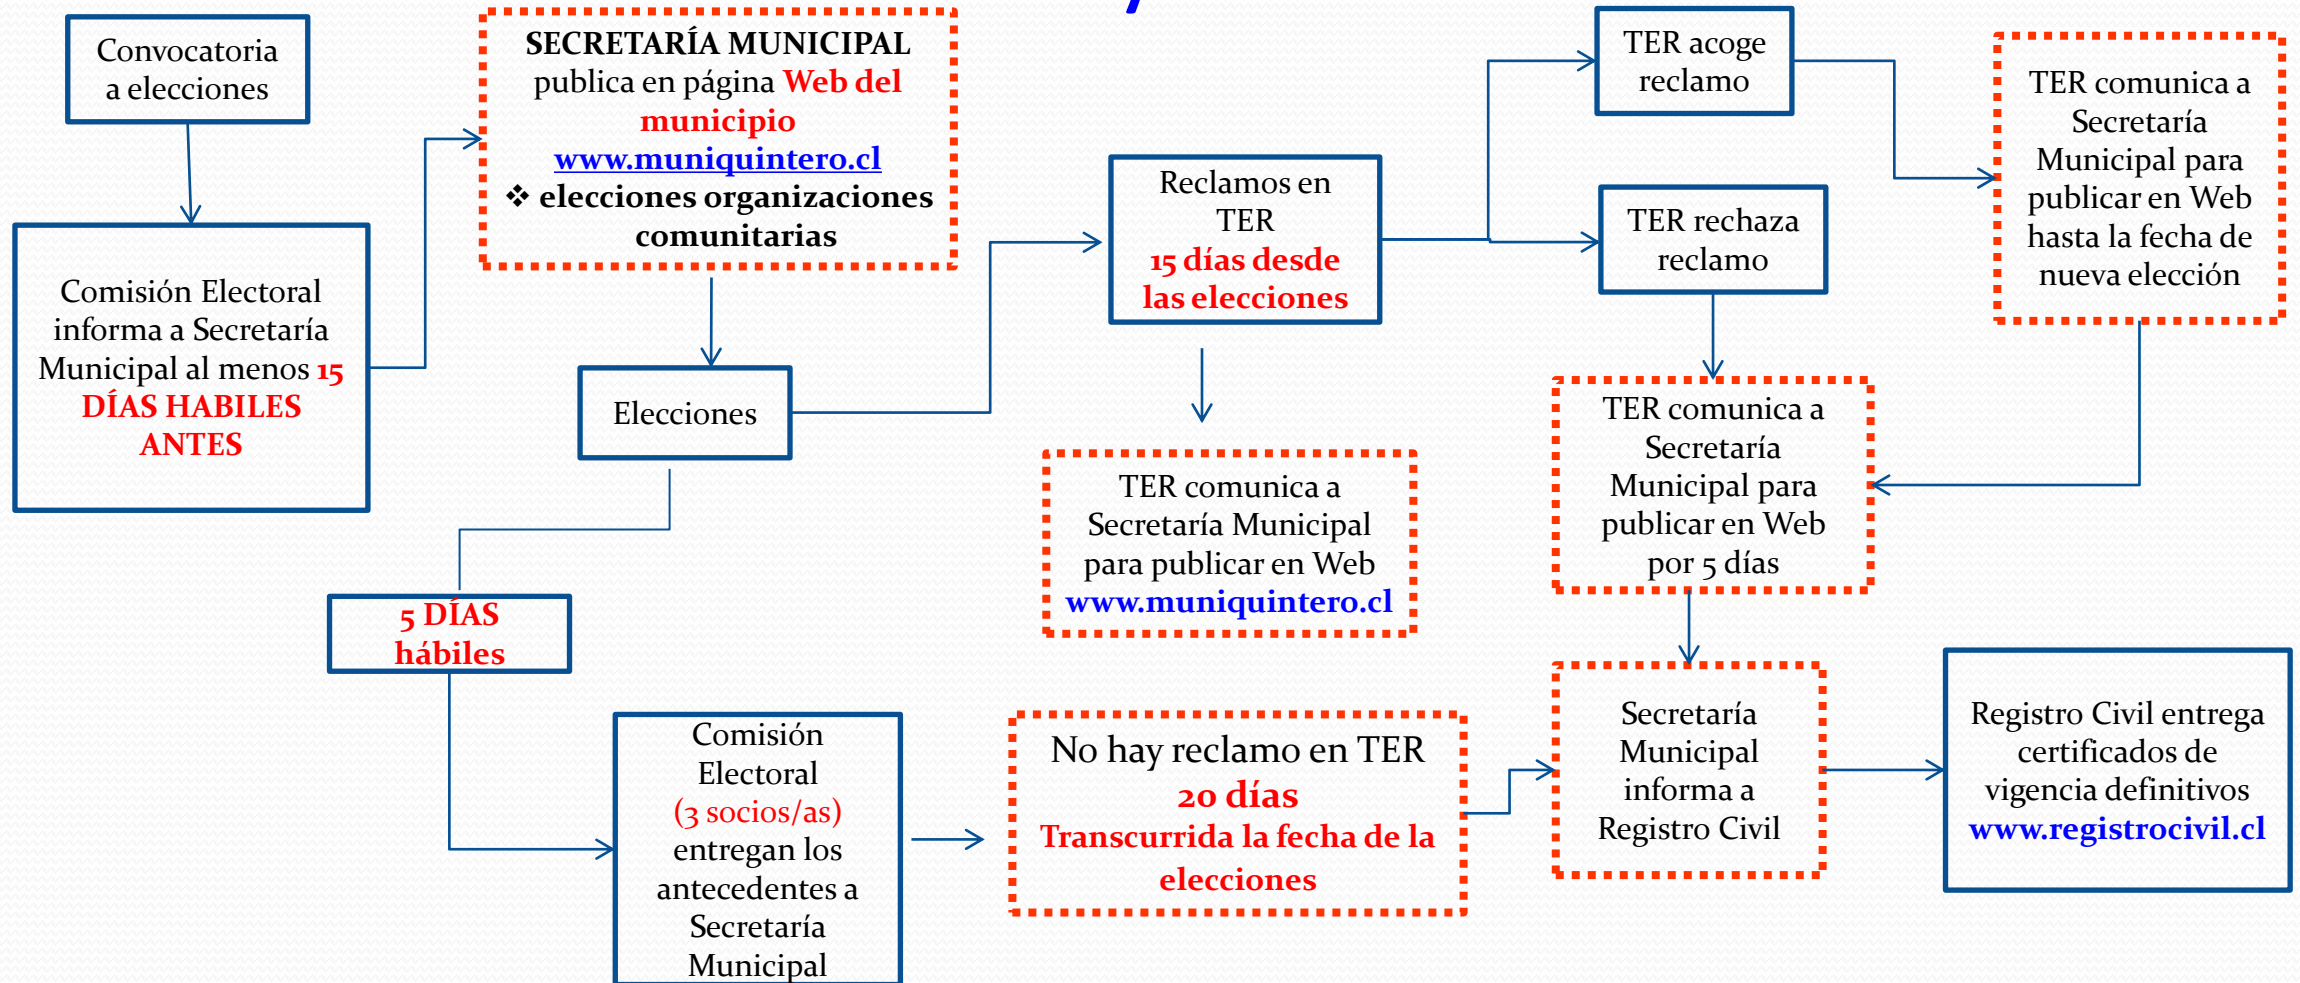 Convocatoria
a elecciones
Comisión Electoral
informa a Secretaría
Municipal al menos 15
DÍAS HABILES
ANTES
SECRETARÍA MUNICIPAL
publica en página Web del
municipio
www.muniquintero.cl
❖ elecciones organizaciones
comunitarias
Elecciones
5 DÍAS
hábiles
Comisión
Electoral
(3 socios/as)
entregan los
antecedentes a
Secretaría
Municipal
Reclamos en
TER
15 días desde
las elecciones
TER comunica a
Secretaría Municipal
para publicar en Web
www.muniquintero.cl
No hay reclamo en TER
20 días
Transcurrida la fecha de la
elecciones
TER acoge
reclamo
TER rechaza
reclamo
TER comunica a
Secretaría
Municipal para
publicar en Web
hasta la fecha de
nueva elección
TER comunica a
Secretaría
Municipal para
publicar en Web
por 5 días
Secretaría
Municipal
informa a
Registro Civil
Registro Civil entrega
certificados de
vigencia definitivos
www.registrocivil.cl